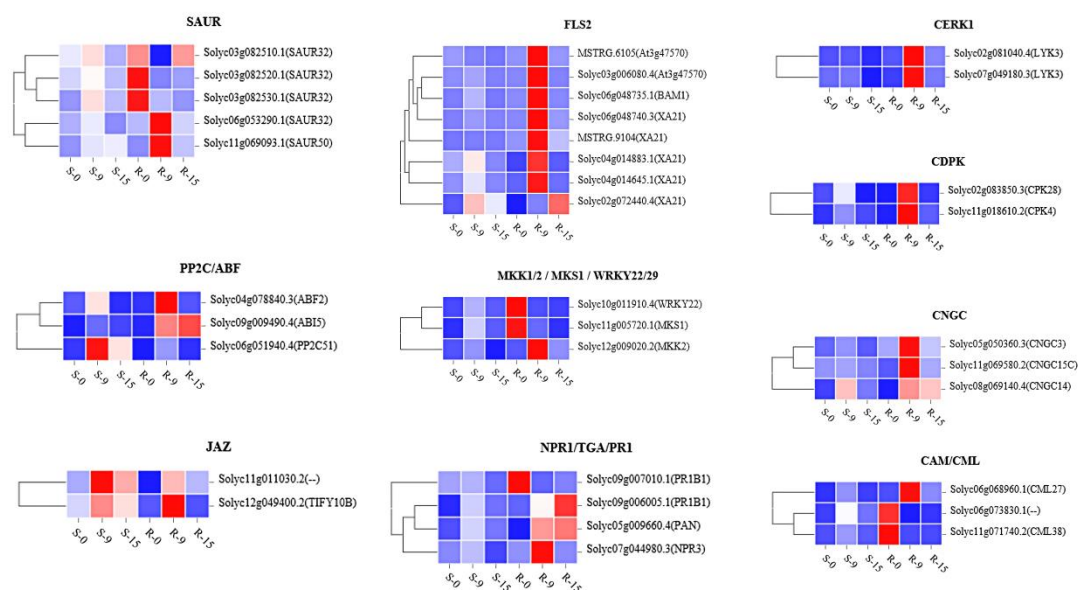 SAUR
Solyc03g082510.1(SAUR32)
Solyc03g082520.1(SAUR32)
Solyc03g082530.1(SAUR32)
Solyc06g053290.1(SAUR32)
Solyc11g069093.1(SAUR50)
S-0 S-9 S-15 R-0 R-9 R-15
FLS2
MSTRG.6105(At3g47570)
Solyc03g006080.4(At3g47570)
Solyc06g048735.1(BAM1)
Solyc06g048740.3(XA21)
MSTRG.9104(XA21)
Solyc04g014883.1(XA21)
Solyc04g014645.1(XA21)
Solyc02g072440.4(XA21)
S-0 S-9 S-15 R-0 R-9 R-15
CERK1
Solyc02g081040.4(LYK3)
Solyc07g049180.3(LYK3)
S-0 S-9 S-15 R-0 R-9 R-15
CDPK
Solyc02g083850.3(CPK28)
Solyc11g018610.2(CPK4)
S-0 S-9 S-15 R-0 R-9 R-15
PP2C/ABF
Solyc04g078840.3(ABF2)
Solyc09g009490.4(ABI5)
Solyc06g051940.4(PP2C51)
S-0 S-9 S-15 R-0 R-9 R-15
MKK1/2 / MKS1 / WRKY22/29
Solyc10g011910.4(WRKY22)
Solyc11g005720.1(MKS1)
Solyc12g009020.2(MKK2)
S-0 S-9 S-15 R-0 R-9 R-15
CNGC
Solyc05g050360.3(CNGC3)
Solyc11g069580.2(CNGC15C)
Solyc08g069140.4(CNGC14)
S-0 S-9 S-15 R-0 R-9 R-15
JAZ
Solyc11g011030.2(--)
Solyc12g049400.2(TIFY10B)
S-0 S-9 S-15 R-0 R-9 R-15
NPR1/TGA/PR1
Solyc09g007010.1(PR1B1)
Solyc09g006005.1(PR1B1)
Solyc05g009660.4(PAN)
Solyc07g044980.3(NPR3)
S-0 S-9 S-15 R-0 R-9 R-15
CAM/CML
Solyc06g068960.1(CML27)
Solyc06g073830.1(--)
Solyc11g071740.2(CML38)
S-0 S-9 S-15 R-0 R-9 R-15